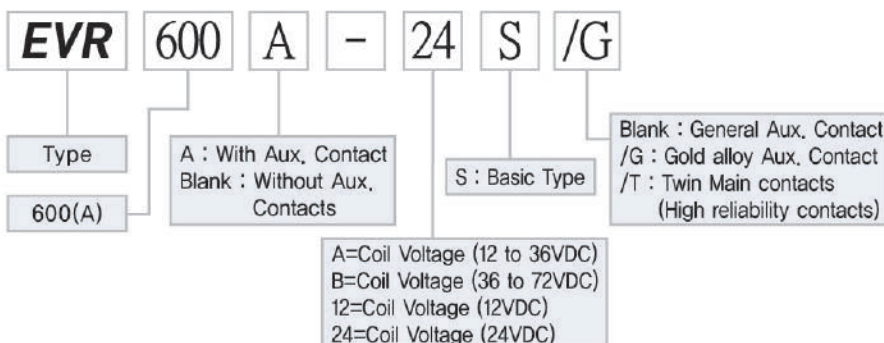 EVR 600 A - 24 S /G
Type
600(A)
A : With Aux. Contact
Blank : Without Aux.
Contacts
S : Basic Type
Blank : General Aux. Contact
/G : Gold alloy Aux. Contact
/T : Twin Main contacts
(High reliability contacts)
A=Coil Voltage (12 to 36VDC)
B=Coil Voltage (36 to 72VDC)
12=Coil Voltage (12VDC)
24=Coil Voltage (24VDC)